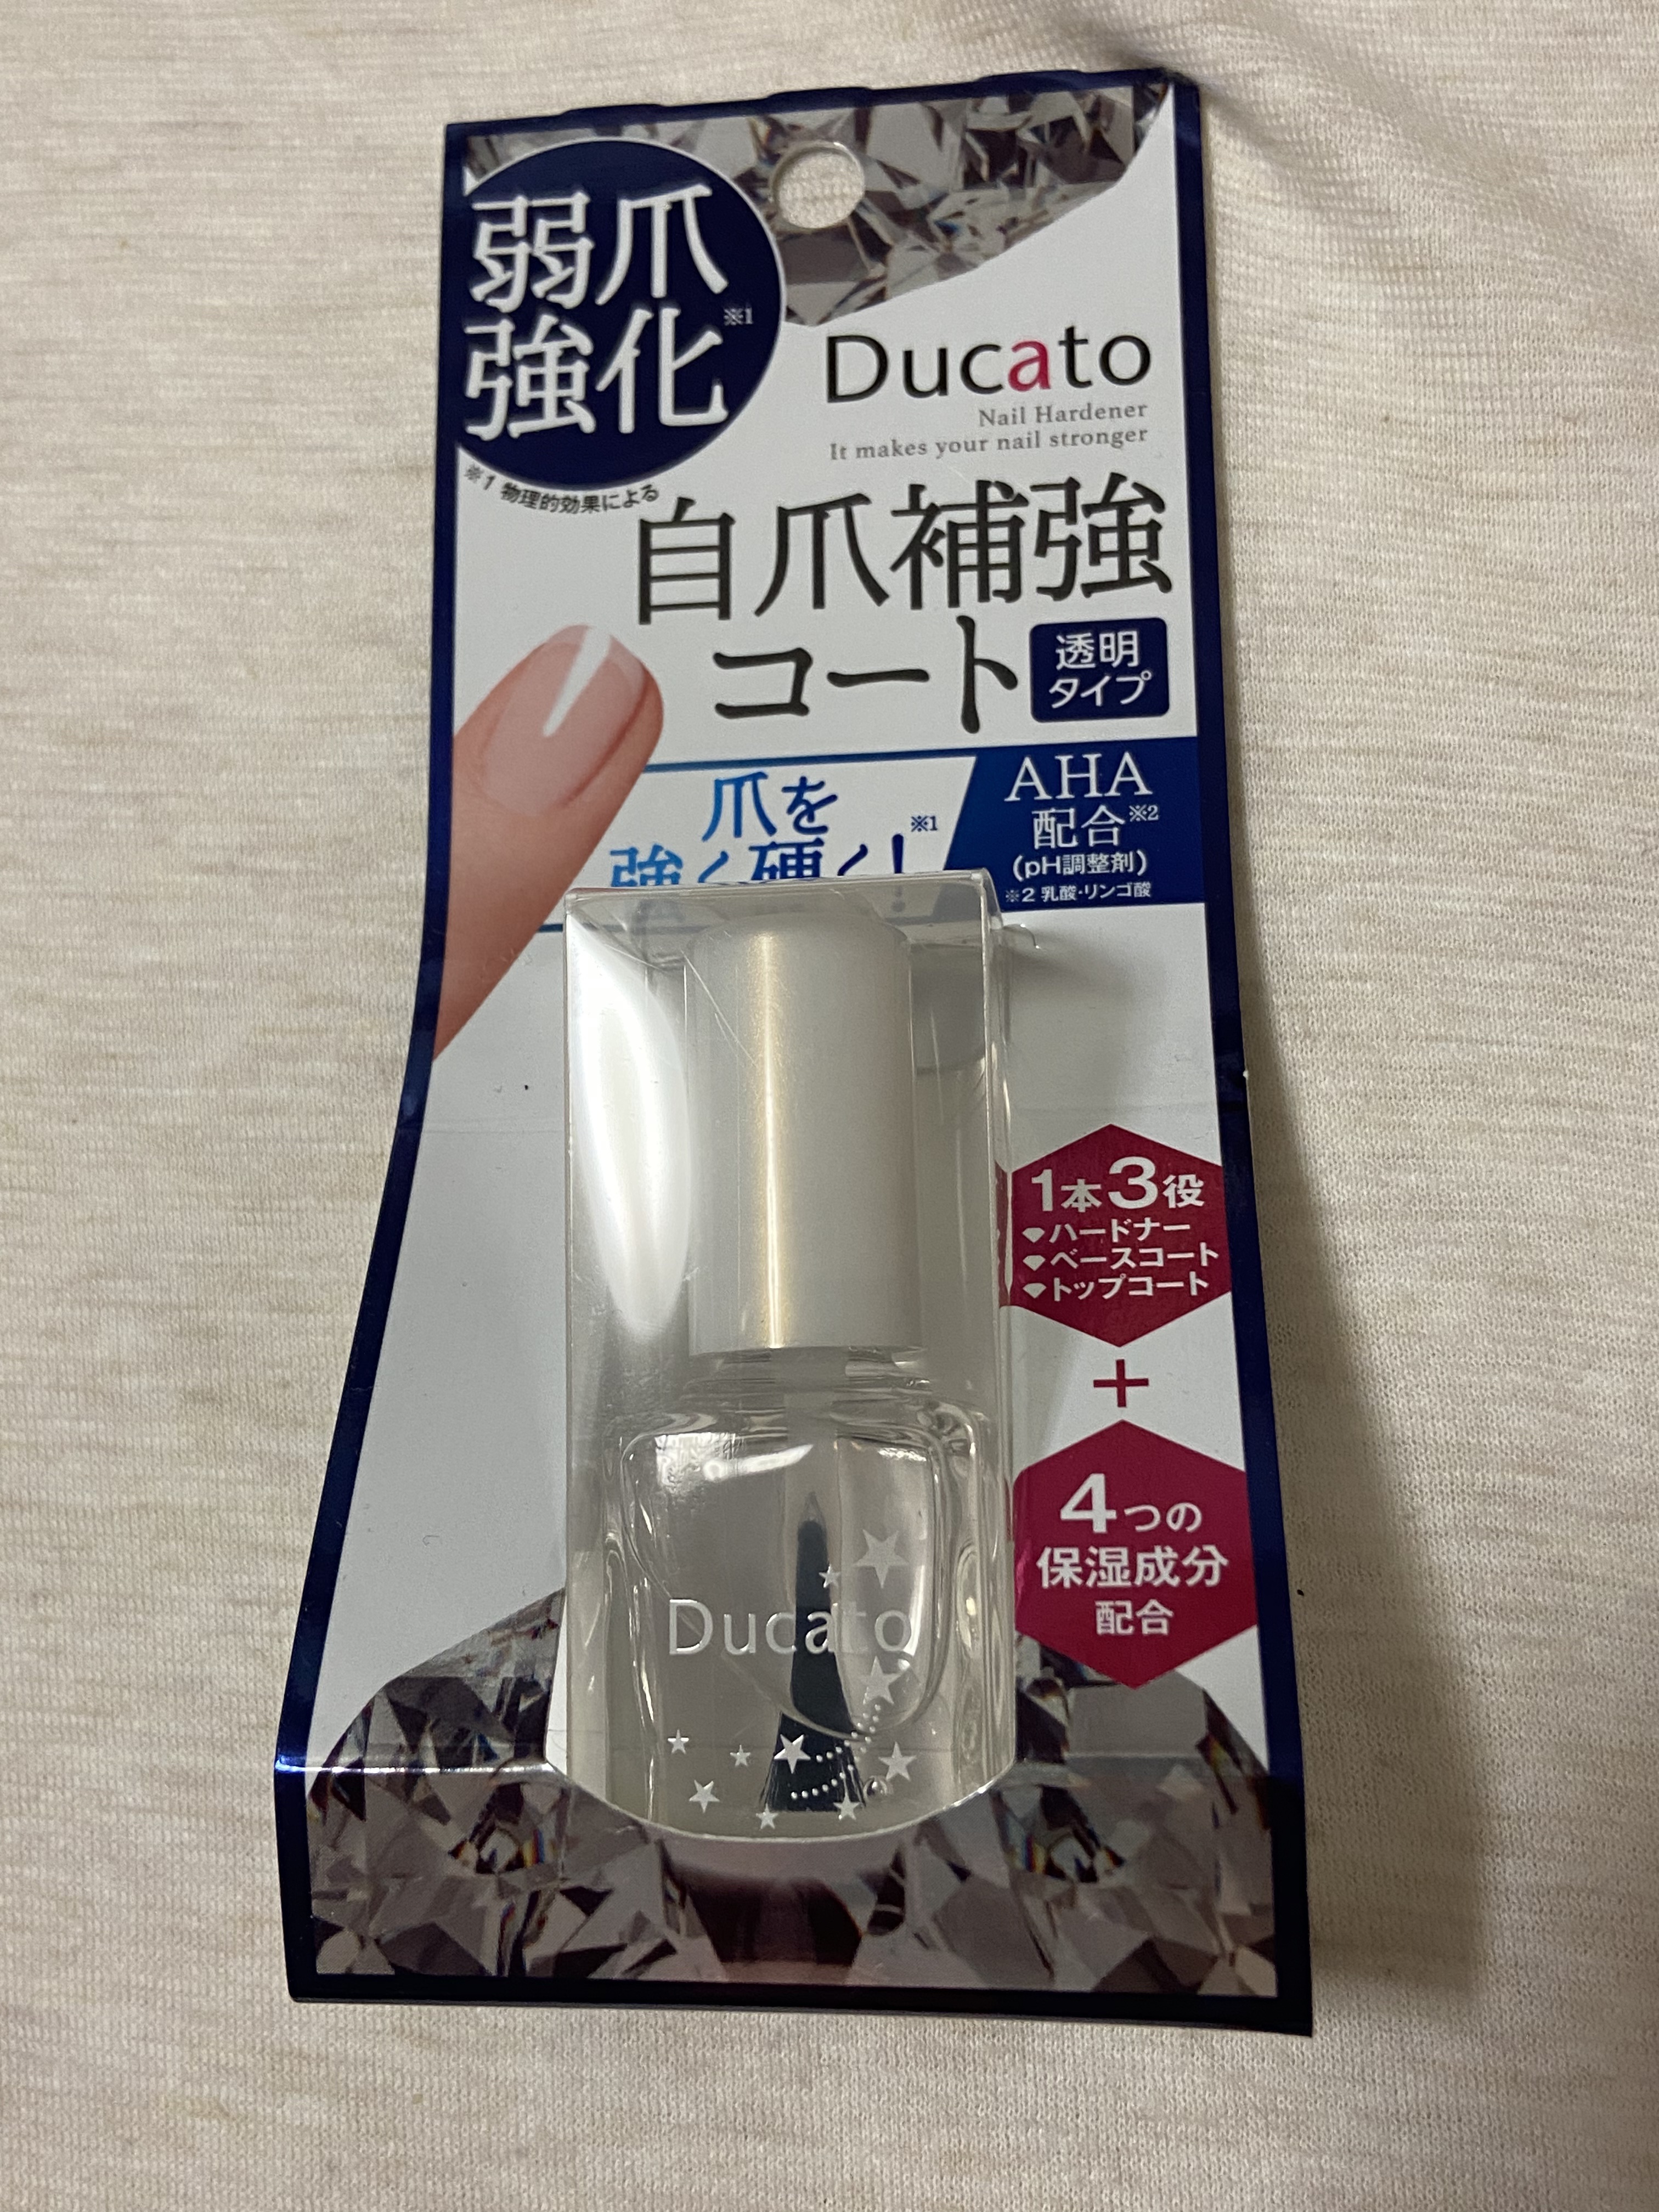 弱爪
強化※1
※1 物理的効果による
Ducato
Nail Hardener
It makes your nail stronger
自爪補強
コート
透明
タイプ
爪を
強く硬く!※1
AHA
配合※2
(pH調整剤)
※2 乳酸・リンゴ酸
1本3役
ハードナー
ベースコート
トップコート
+
4つの
保湿成分
配合
Ducato